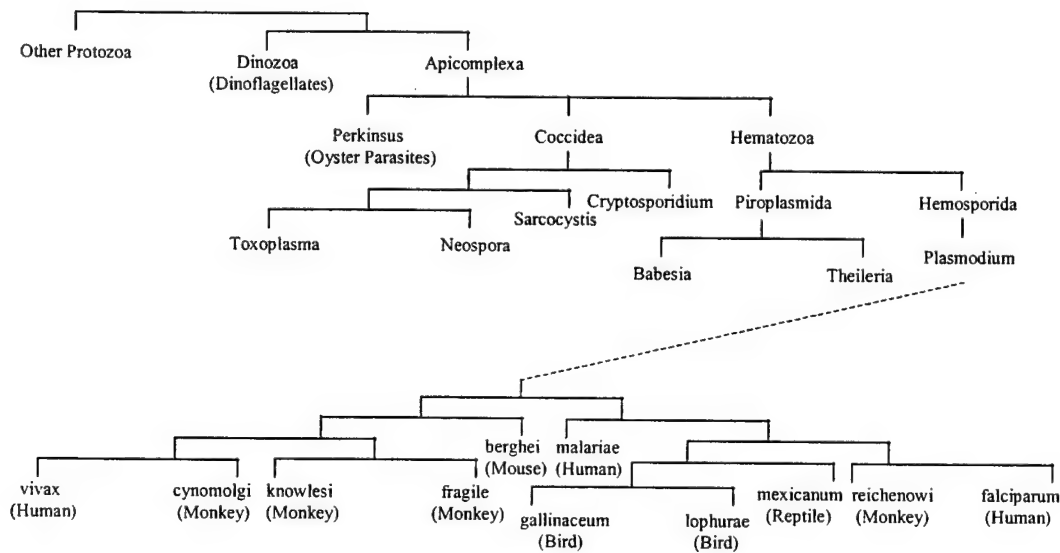 Other Protozoa
Dinozoa
(Dinoflagellates)
Apicomplexa
Perkinsus
(Oyster Parasites)
Coccidea
Hematozoa
Toxoplasma
Neospora
Sarcocystis
Cryptosporidium
Piroplasmida
Hemosporida
Babesia
Theileria
Plasmodium
vivax
(Human)
cynomolgi
(Monkey)
knowlesi
(Monkey)
fragile
(Monkey)
berghei
(Mouse)
malariae
(Human)
gallinaceum
(Bird)
lophurae
(Bird)
mexicanum
(Reptile)
reichenowi
(Monkey)
falciparum
(Human)